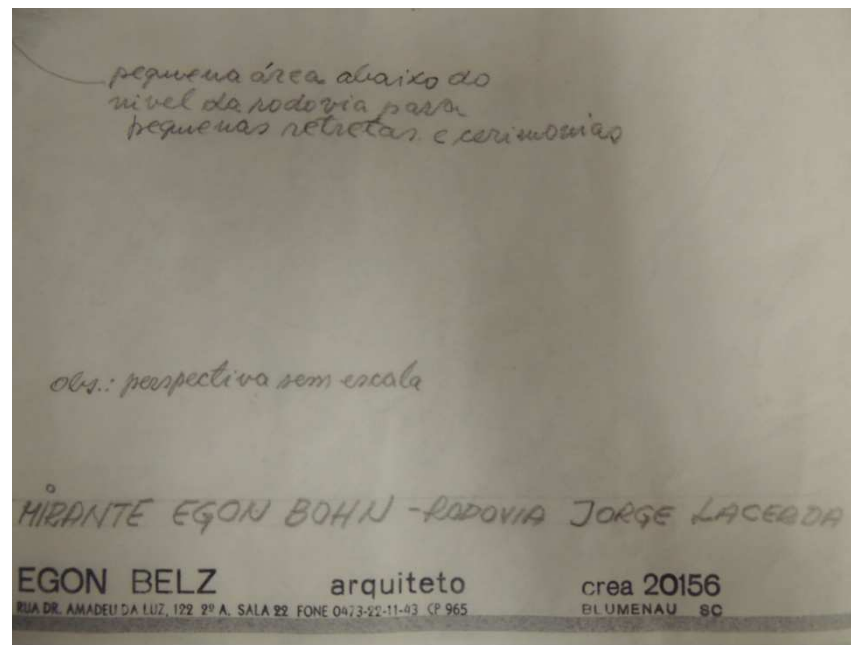 pequena área abaixo do
nivel da rodovia para
pequenas retretas e cerimonias
obs.: perspectiva sem escala
MIRANTE EGON BOHN - RODOVIA JORGE LACERDA
EGON BELZ arquiteto crea 20156
RUA DR. AMADEU DA LUZ, 122 2º A. SALA 22 FONE 0473-22-11-43 CP 965 BLUMENAU SC